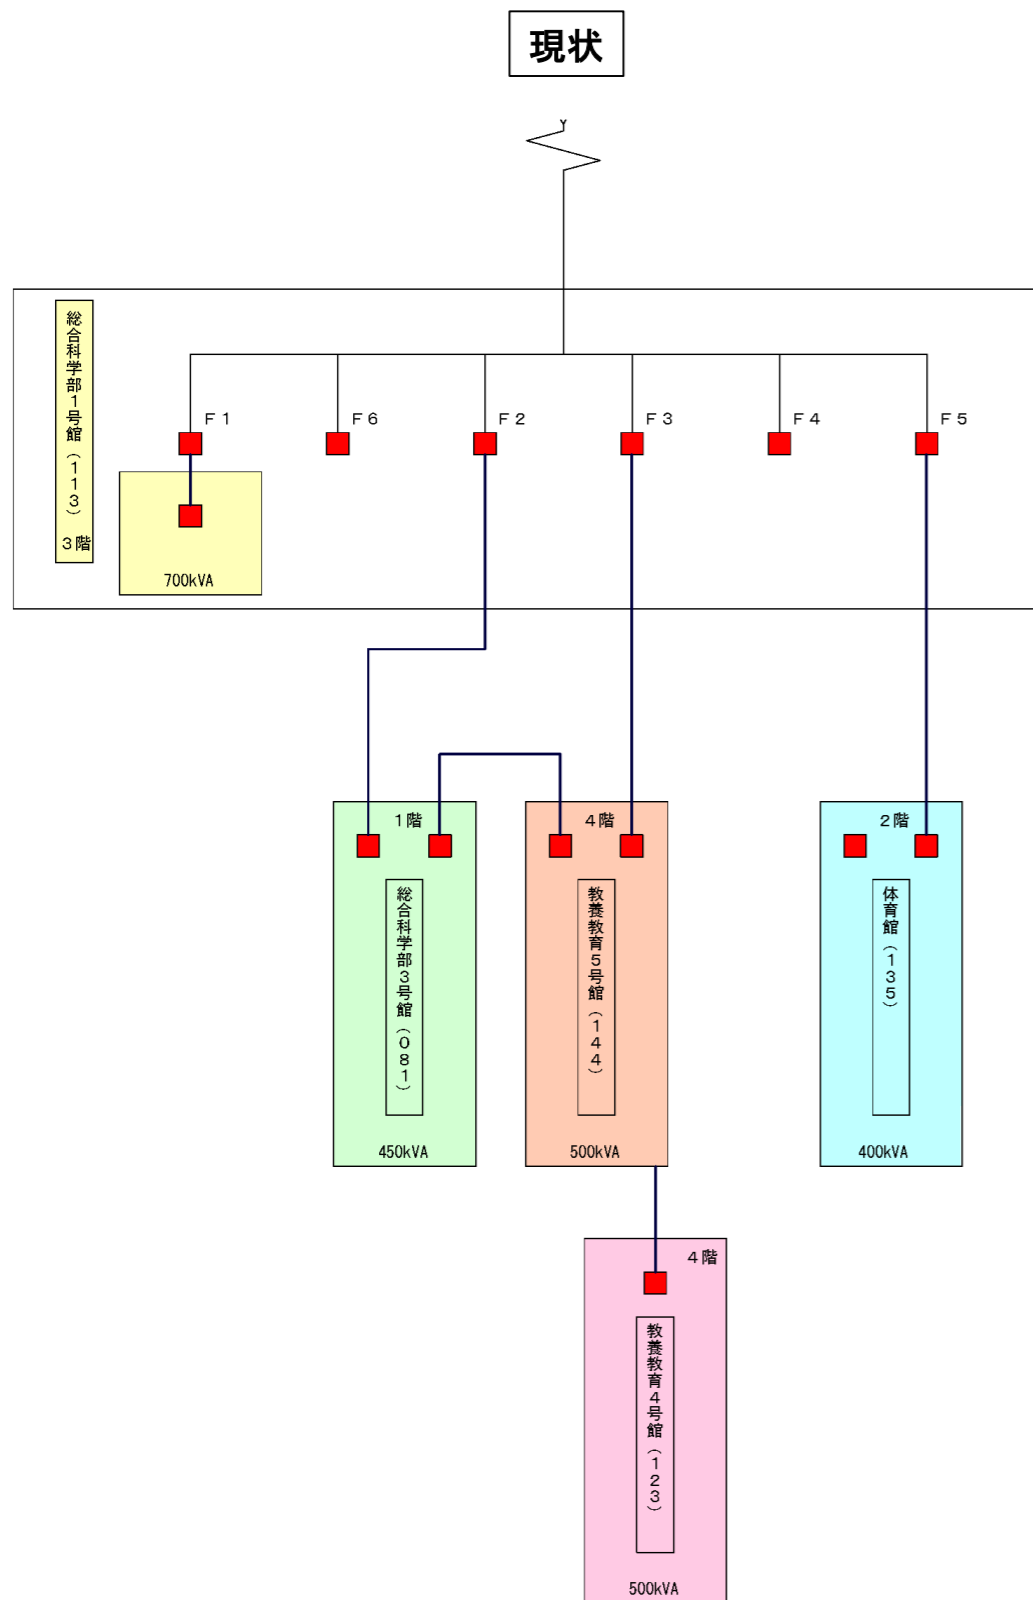 現状
総合科学部1号館（113） 3階
Ｆ１
Ｆ６
Ｆ２
Ｆ３
Ｆ４
Ｆ５
700kVA
１階
４階
２階
総合科学部3号館（081）
教養教育5号館（144）
体育館（135）
450kVA
500kVA
400kVA
４階
教養教育4号館（123）
500kVA